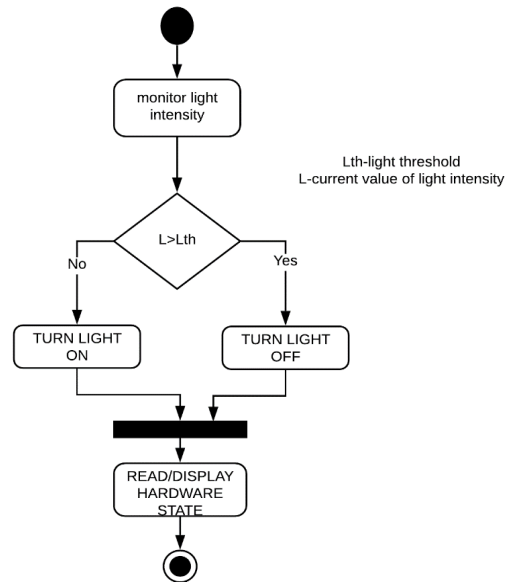 monitor light
intensity
Lth-light threshold
L-current value of light intensity
L>Lth
No
Yes
TURN LIGHT
ON
TURN LIGHT
OFF
READ/DISPLAY
HARDWARE
STATE